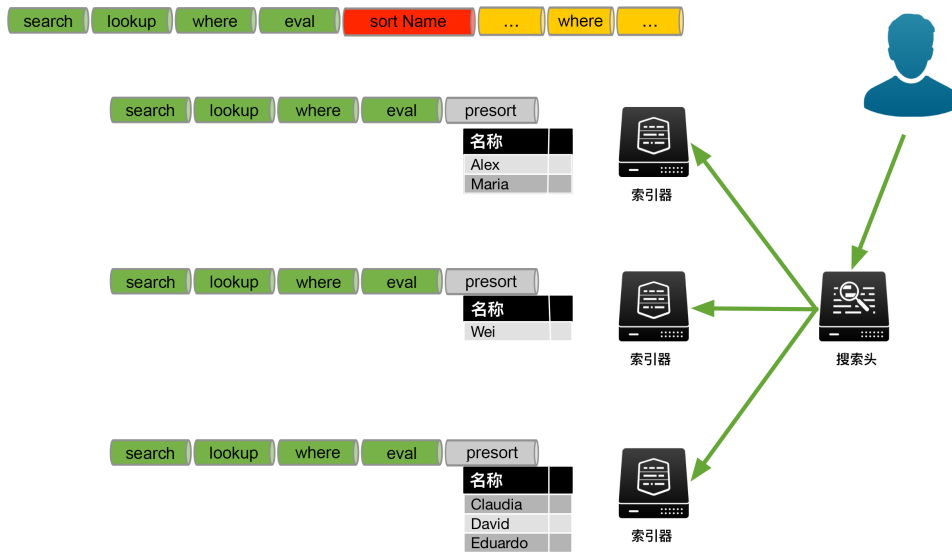 search lookup where eval sort Name ... where ...
search lookup where eval presort
名称
Alex
Maria
索引器
search lookup where eval presort
名称
Wei
索引器
搜索头
search lookup where eval presort
名称
Claudia
David
Eduardo
索引器